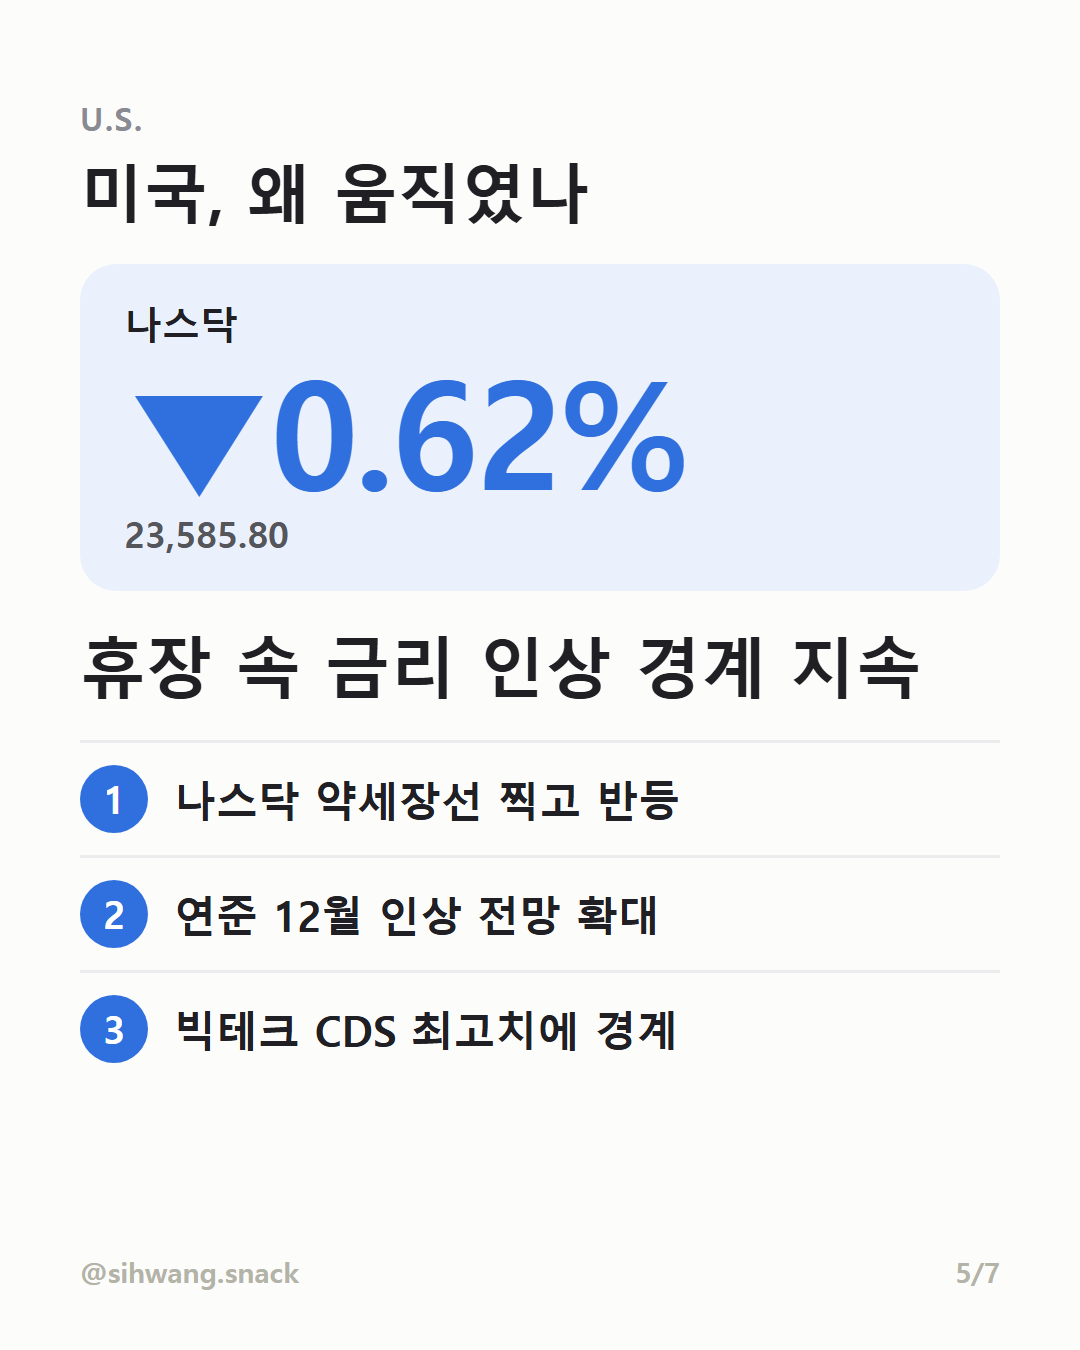 U.S.
미국, 왜 움직였나
나스닥
▼0.62%
23,585.80
휴장 속 금리 인상 경계 지속
1 나스닥 약세장선 찍고 반등
2 연준 12월 인상 전망 확대
3 빅테크 CDS 최고치에 경계
@sihwang.snack
5/7